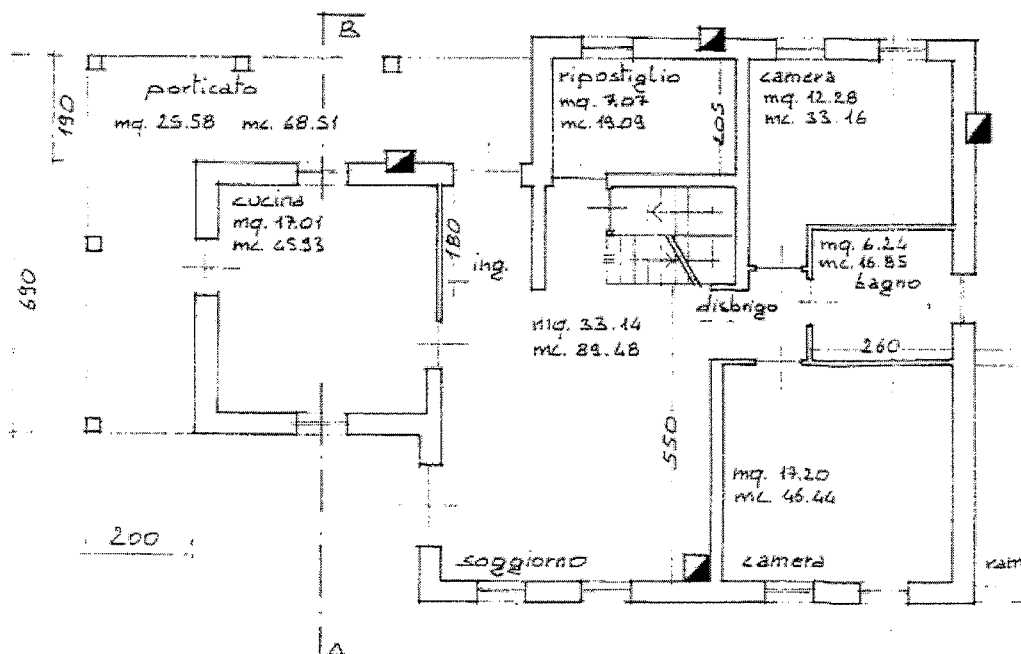 B
porticato
mq. 25.58 mc. 68.51
190
ripostiglio
mq. 7.07
mc. 19.09
205
camera
mq. 12.28
mc. 33.16
cucina
mq. 17.01
mc. 45.93
180
ing.
mq. 6.24
mc. 16.85
bagno
690
disbrigo
mq. 33.14
mc. 89.48
260
550
mq. 17.20
mc. 46.44
200
soggiorno
camera
A